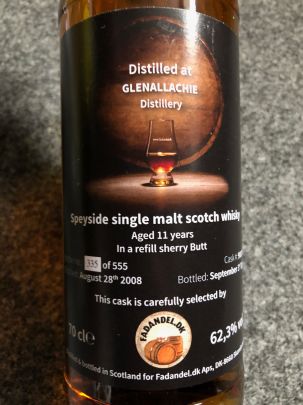 Distilled at
GLENALLACHIE
Distillery
Speyside single malt scotch whisky
Aged 11 years
In a refill sherry Butt
335 of 555
Cask #
August 28th 2008
Bottled: September 2
This cask is carefully selected by
FADANDEL.DK
70 cl℮
62,3%
& bottled in Scotland for Fadandel.dk Aps, DK-8660